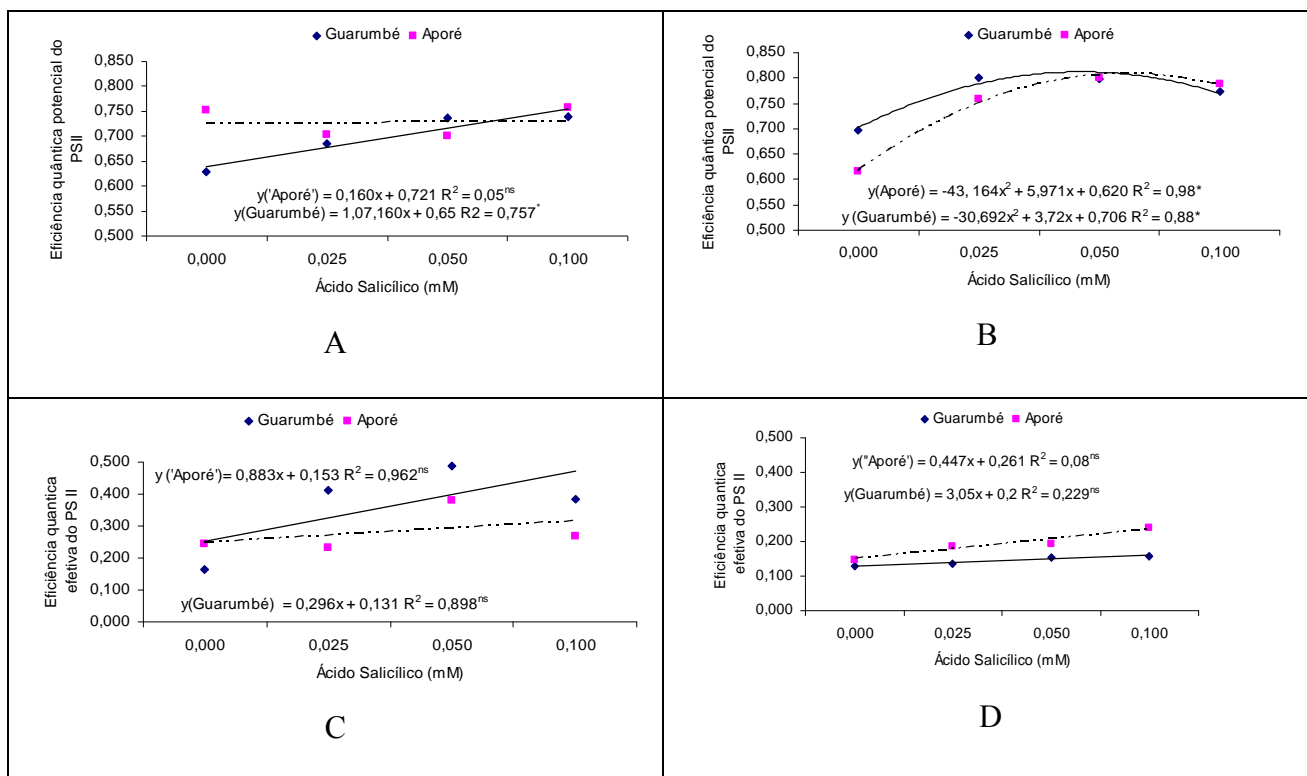 Guarumbé Aporé
Eficiência quântica potencial do
PSII
0,850
0,800
0,750
0,700
0,650
0,600
0,550
0,500
y('Aporé') = 0,160x + 0,721 R2 = 0,05ns
y(Guarumbé) = 1,07,160x + 0,65 R2 = 0,757*
0,000 0,025 0,050 0,100
Ácido Salicílico (mM)
A
Guarumbé Aporé
Eficiência quântica potencial do
PSII
0,850
0,800
0,750
0,700
0,650
0,600
0,550
0,500
y(Aporé) = -43, 164x2 + 5,971x + 0,620 R2 = 0,98*
y (Guarumbé) = -30,692x2 + 3,72x + 0,706 R2 = 0,88*
0,000 0,025 0,050 0,100
Ácido Salicílico (mM)
B
Guarumbé Aporé
Eficiência quantica
efetiva do PS II
0,500
0,400
0,300
0,200
0,100
0,000
y ('Aporé')= 0,883x + 0,153 R2 = 0,962ns
y(Guarumbé) = 0,296x + 0,131 R2 = 0,898ns
0,000 0,025 0,050 0,100
Ácido Salicílico (mM)
C
Guarumbé Aporé
Eficiência quantica
efetiva do PS II
0,500
0,400
0,300
0,200
0,100
0,000
y("Aporé') = 0,447x + 0,261 R2 = 0,08ns
y(Guarumbé) = 3,05x + 0,2 R2 = 0,229ns
0,000 0,025 0,050 0,100
Ácido Salicílico (mM)
D